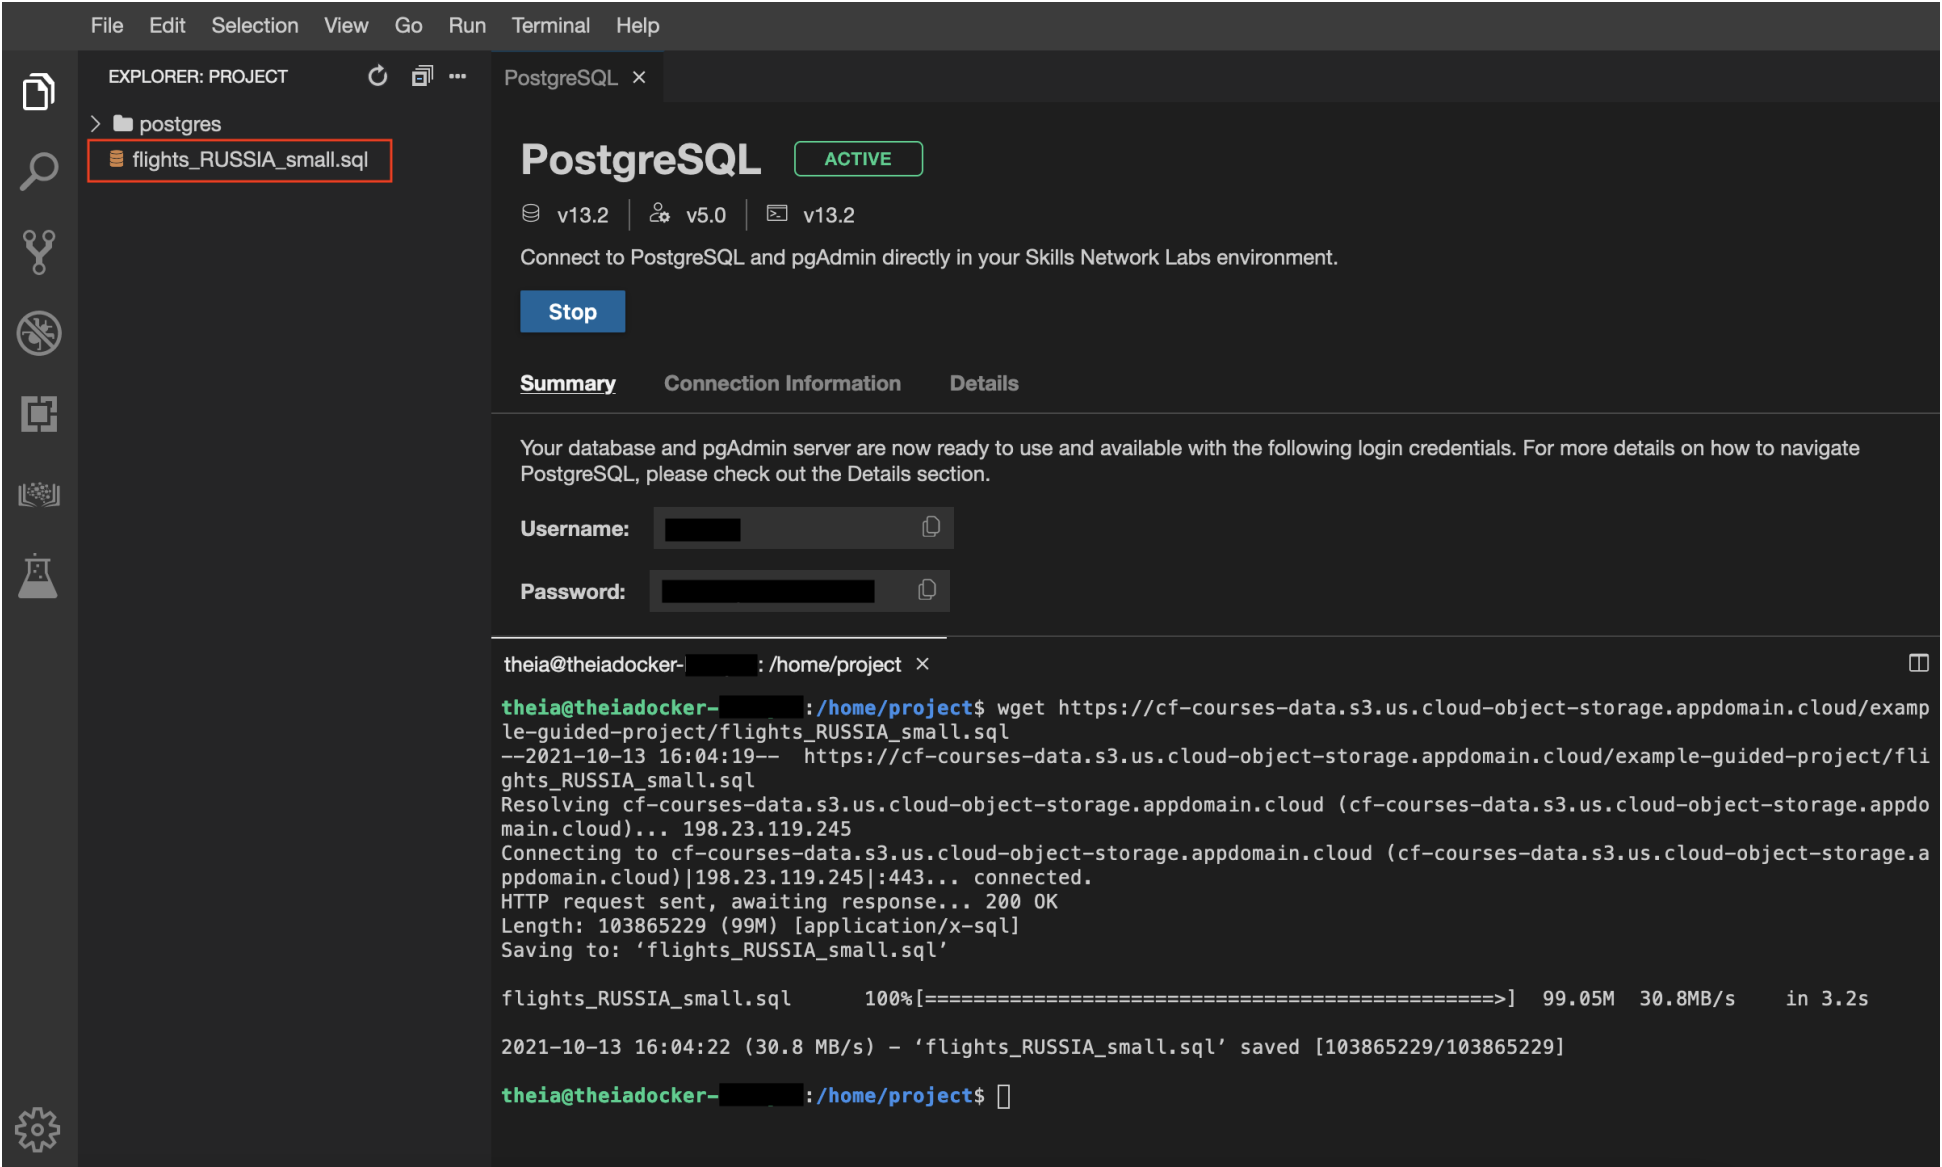 File Edit Selection View Go Run Terminal Help
EXPLORER: PROJECT
postgres
flights_RUSSIA_small.sql
PostgreSQL
PostgreSQL ACTIVE
v13.2 v5.0 v13.2
Connect to PostgreSQL and pgAdmin directly in your Skills Network Labs environment.
Stop
Summary Connection Information Details
Your database and pgAdmin server are now ready to use and available with the following login credentials. For more details on how to navigate
PostgreSQL, please check out the Details section.
Username:
Password:
theia@theiadocker- : /home/project
theia@theiadocker- :/home/project$ wget https://cf-courses-data.s3.us.cloud-object-storage.appdomain.cloud/examp
le-guided-project/flights_RUSSIA_small.sql
--2021-10-13 16:04:19-- https://cf-courses-data.s3.us.cloud-object-storage.appdomain.cloud/example-guided-project/fli
ghts_RUSSIA_small.sql
Resolving cf-courses-data.s3.us.cloud-object-storage.appdomain.cloud (cf-courses-data.s3.us.cloud-object-storage.appdo
main.cloud)... 198.23.119.245
Connecting to cf-courses-data.s3.us.cloud-object-storage.appdomain.cloud (cf-courses-data.s3.us.cloud-object-storage.a
ppdomain.cloud)|198.23.119.245|:443... connected.
HTTP request sent, awaiting response... 200 OK
Length: 103865229 (99M) [application/x-sql]
Saving to: ‘flights_RUSSIA_small.sql’
flights_RUSSIA_small.sql 100%[===============================================>] 99.05M 30.8MB/s in 3.2s
2021-10-13 16:04:22 (30.8 MB/s) - ‘flights_RUSSIA_small.sql’ saved [103865229/103865229]
theia@theiadocker- :/home/project$